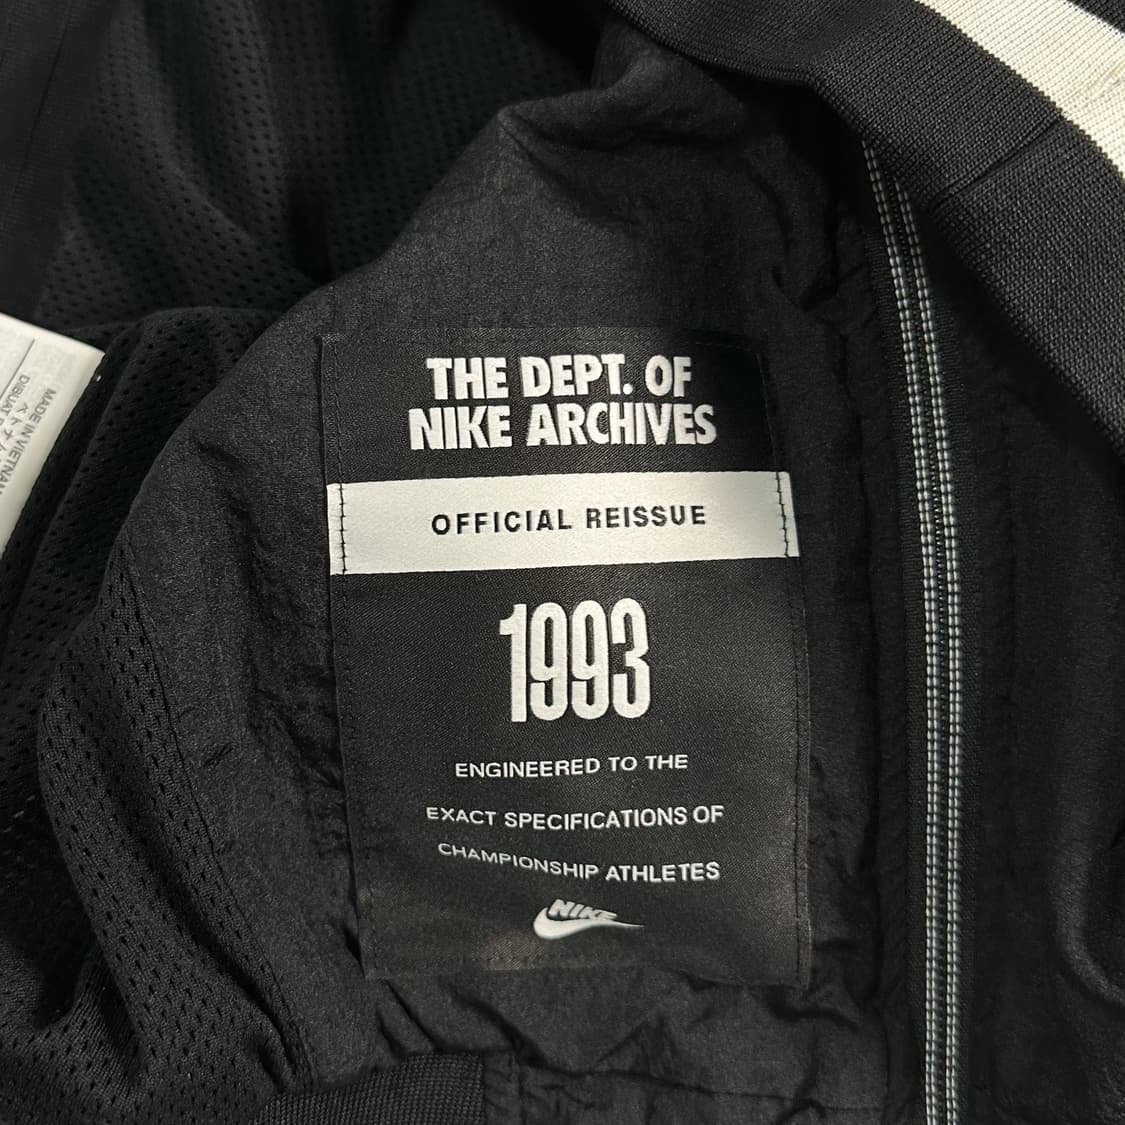 THE DEPT. OF
NIKE ARCHIVES
OFFICIAL REISSUE
1993
ENGINEERED TO THE
EXACT SPECIFICATIONS OF
CHAMPIONSHIP ATHLETES
NIKE
MADE IN VIETNAM
DIBUAT